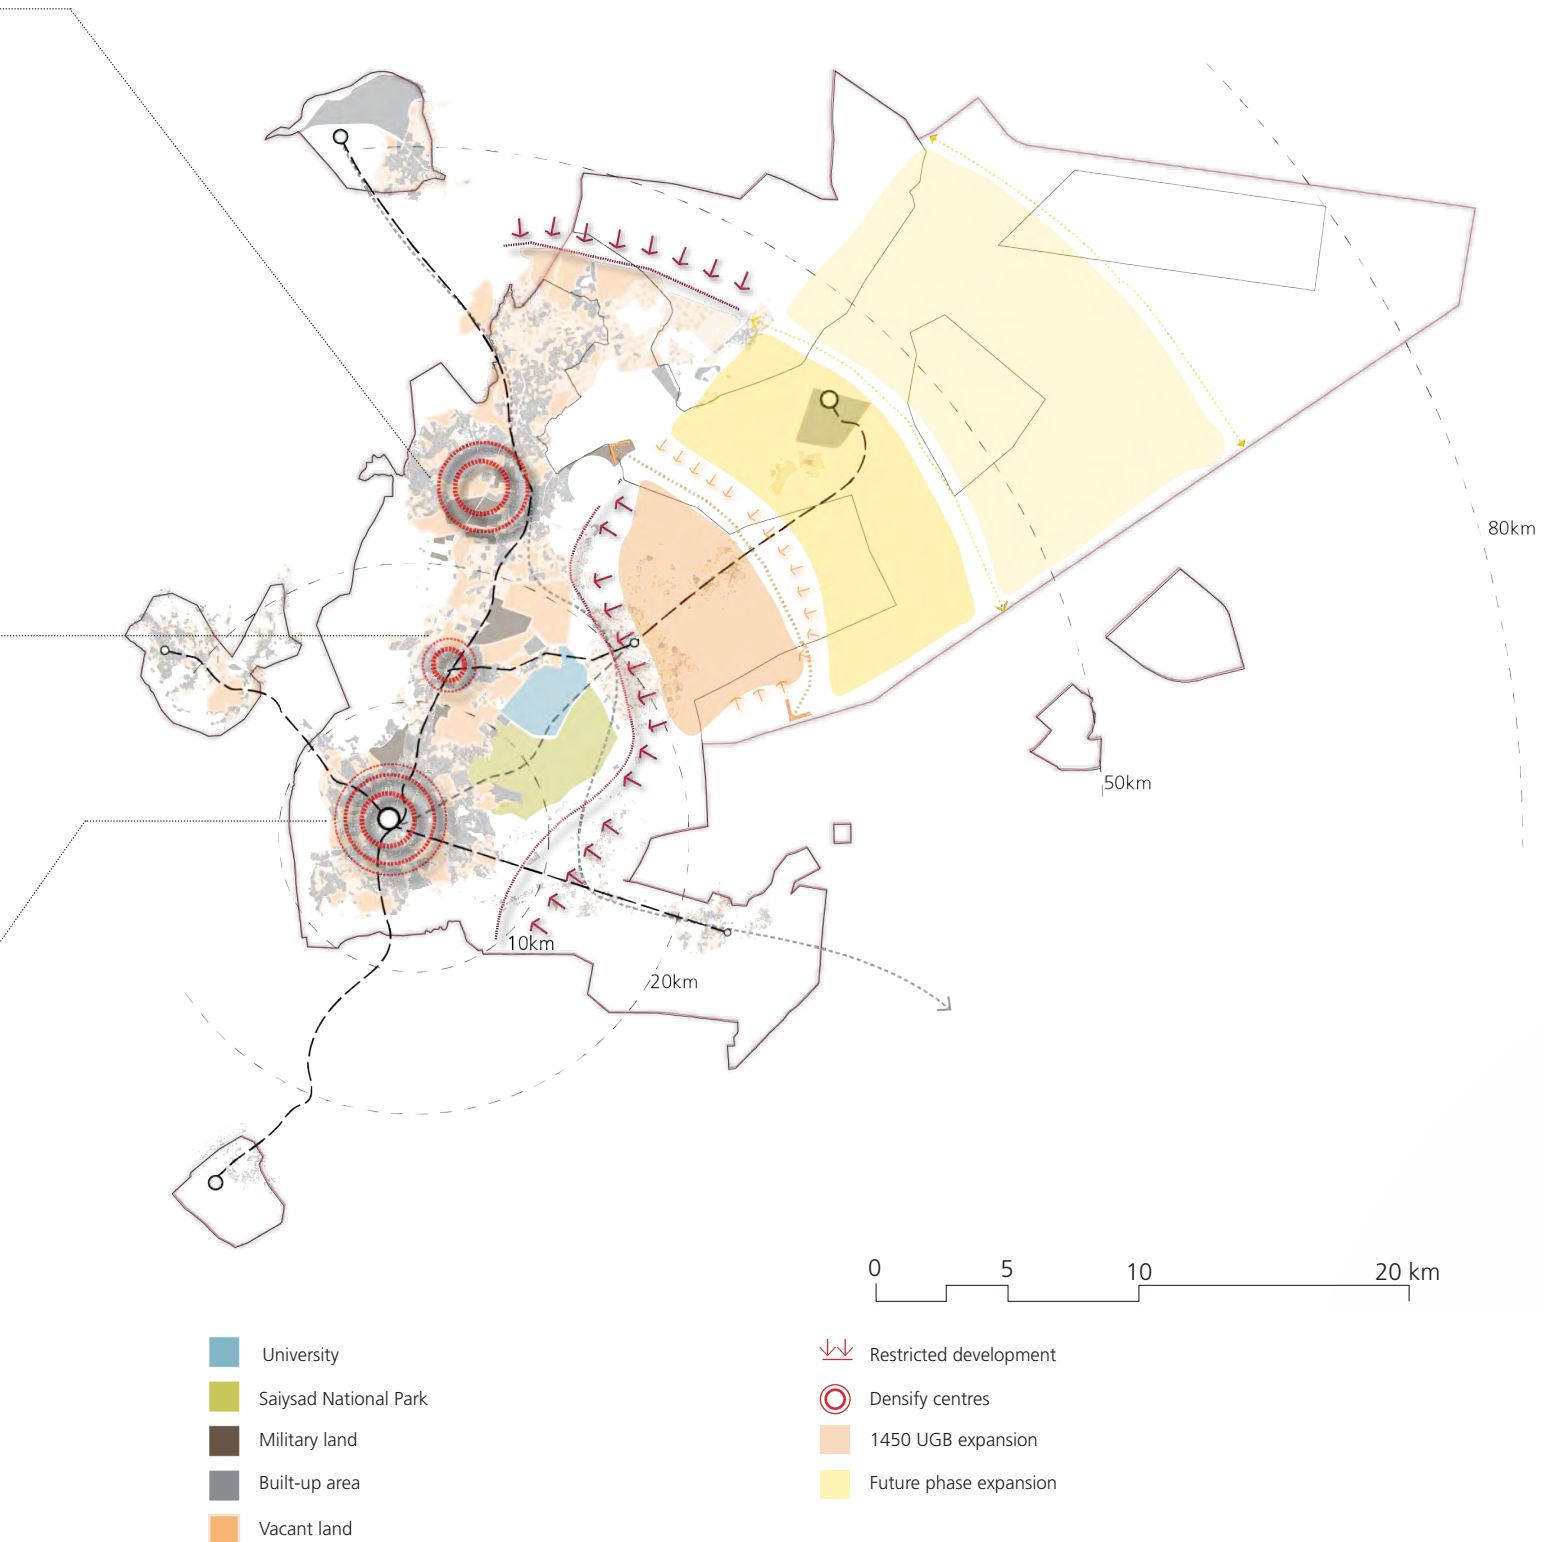 80km
50km
10km
20km
0 5 10 20 km
University
Saiysad National Park
Military land
Built-up area
Vacant land
Restricted development
Densify centres
1450 UGB expansion
Future phase expansion